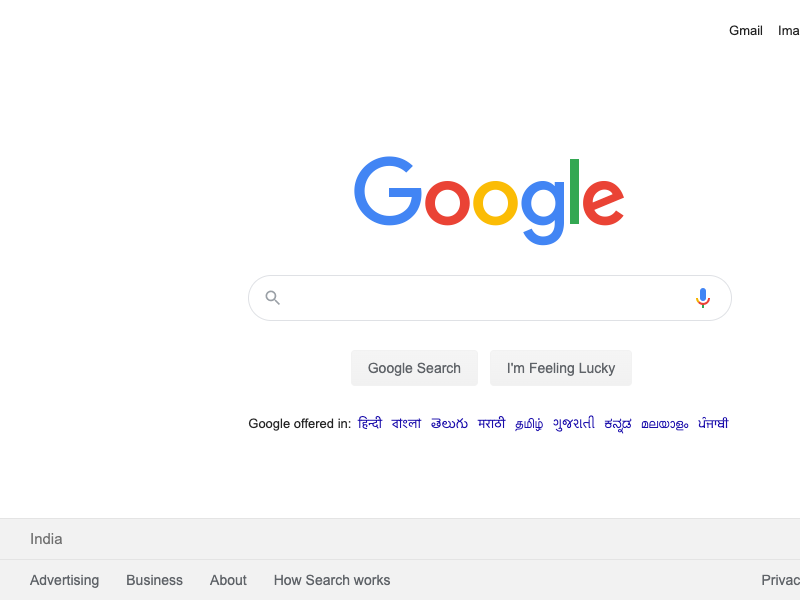 Gmail Ima
Google
Google Search I'm Feeling Lucky
Google offered in: हिन्दी বাংলা తెలుగు मराठी தமிழ் ગુજરાતી ಕನ್ನಡ മലയാളം ਪੰਜਾਬੀ
India
Advertising Business About How Search works Privac